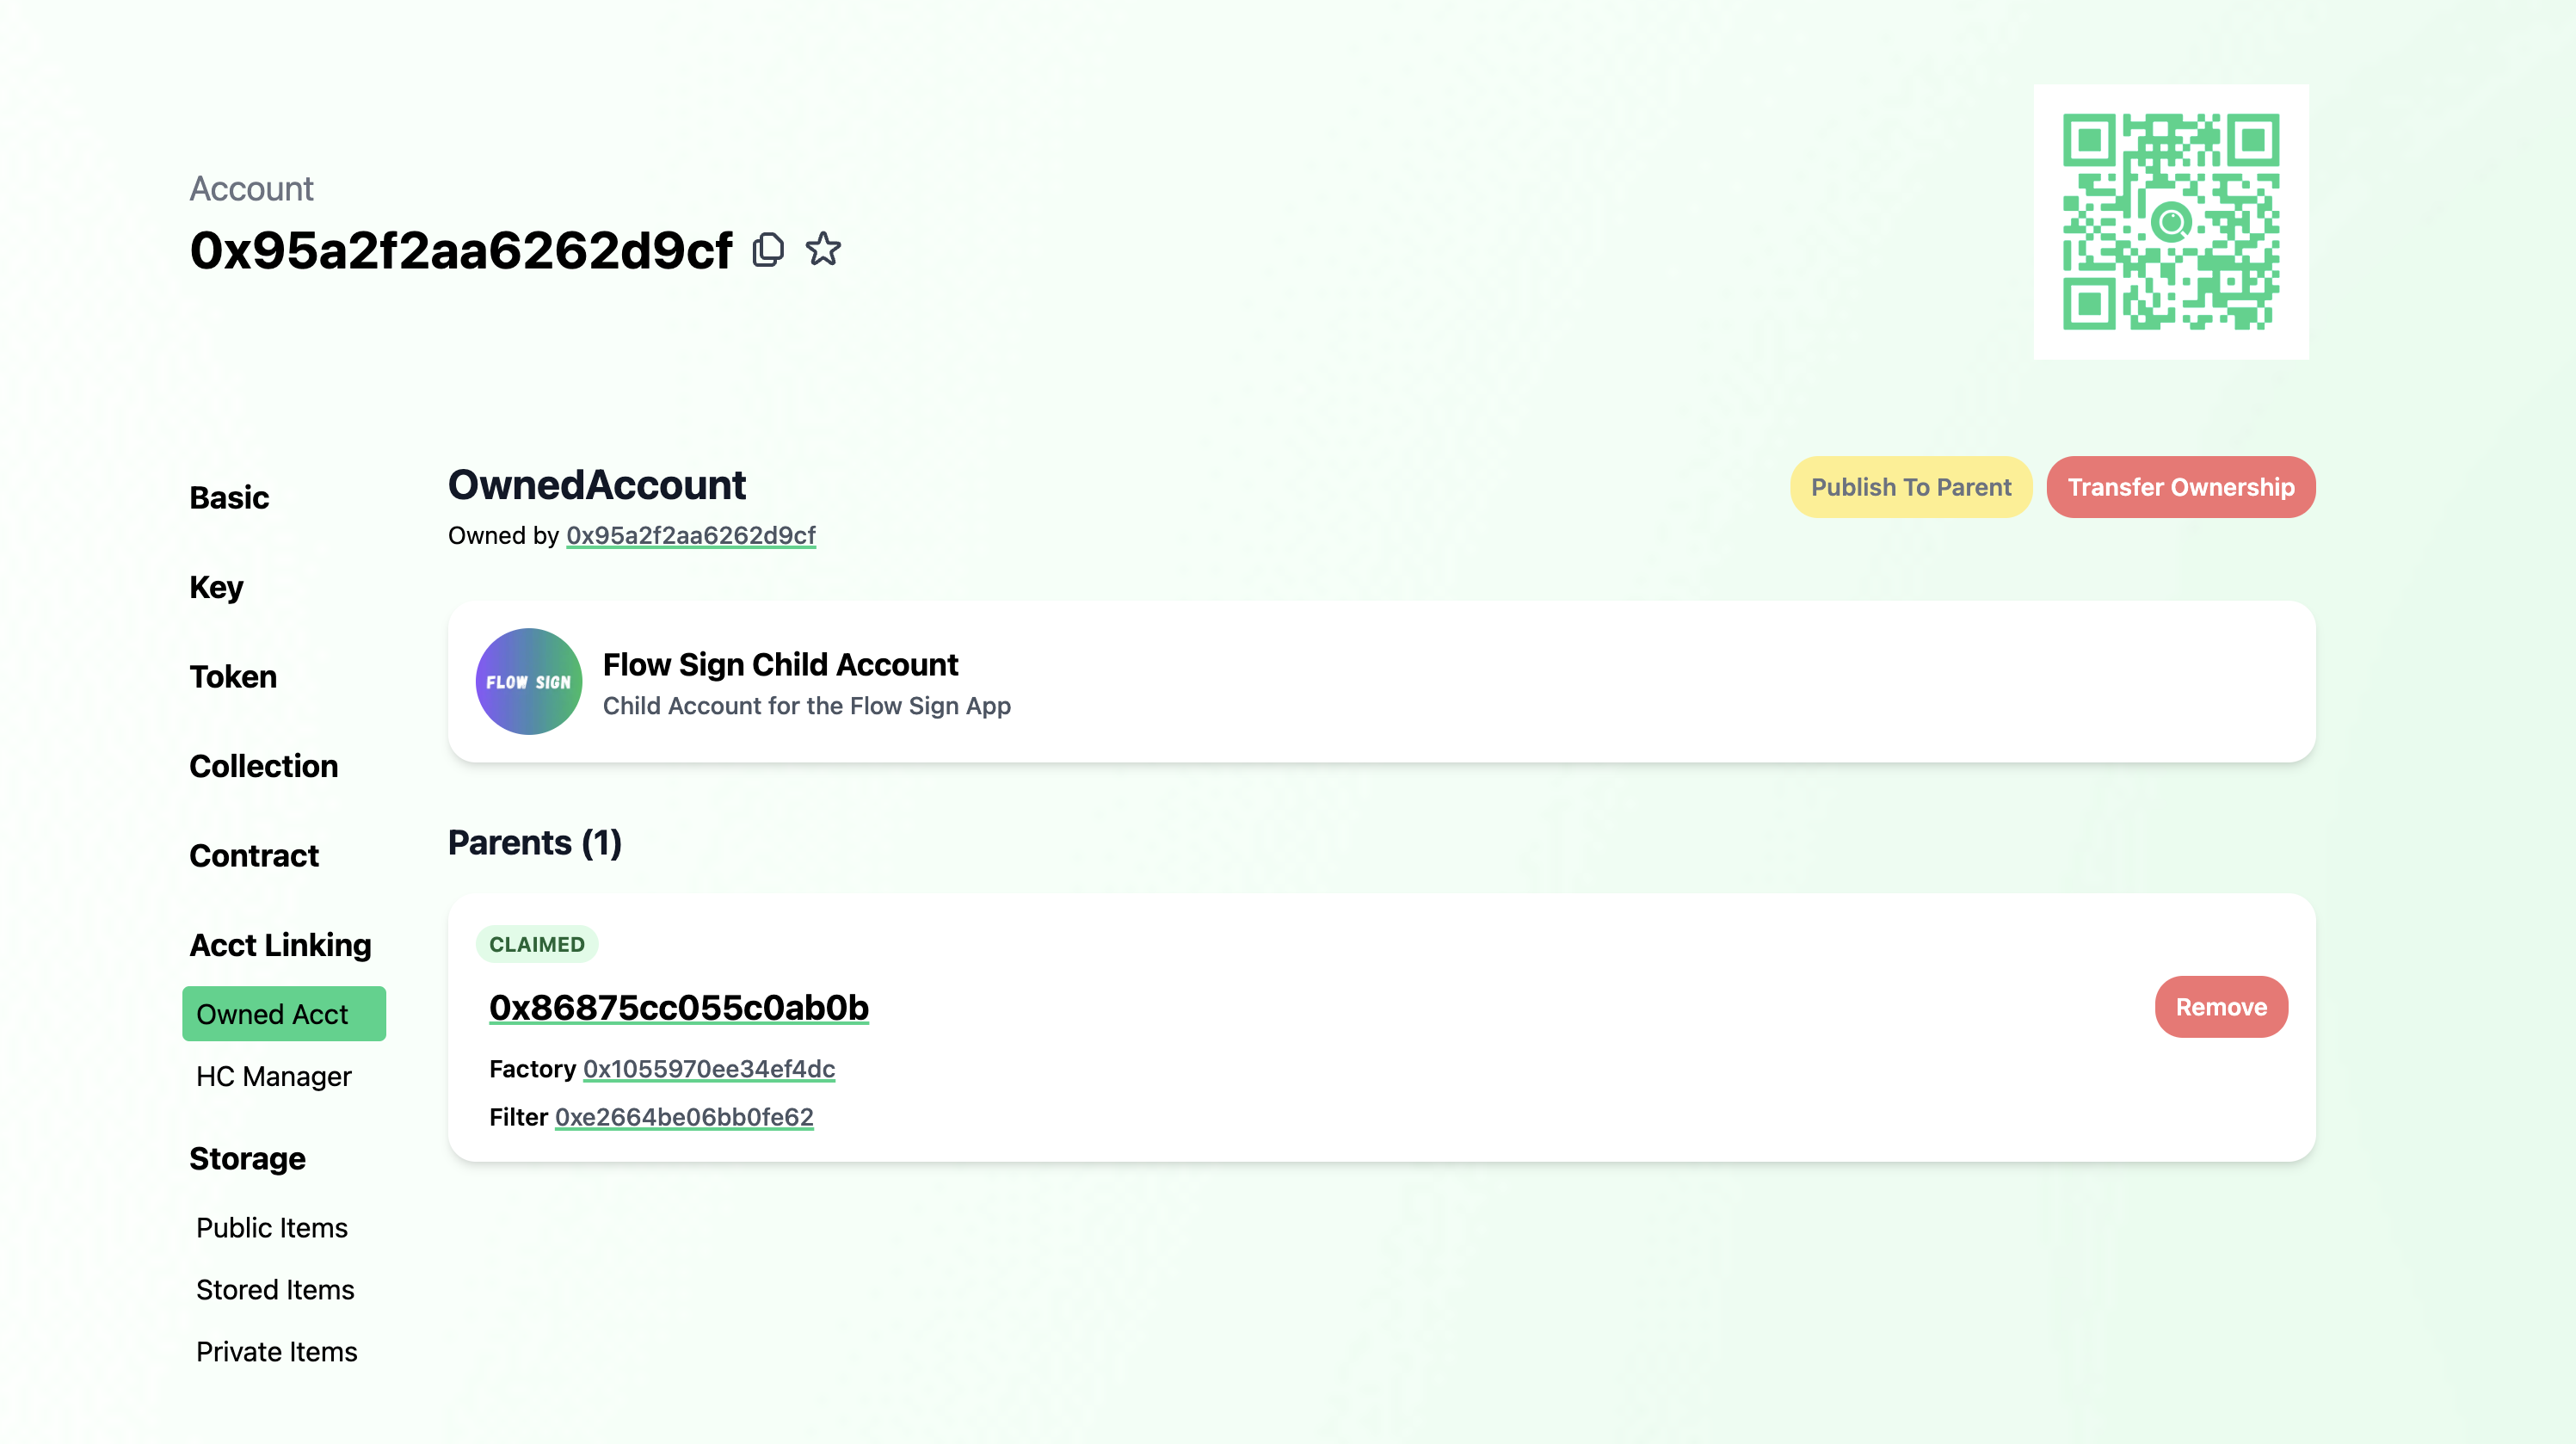 Account
0x95a2f2aa6262d9cf
Basic
Key
Token
Collection
Contract
Acct Linking
Owned Acct
HC Manager
Storage
Public Items
Stored Items
Private Items
OwnedAccount
Owned by 0x95a2f2aa6262d9cf
Publish To Parent
Transfer Ownership
FLOW SIGN
Flow Sign Child Account
Child Account for the Flow Sign App
Parents (1)
CLAIMED
0x86875cc055c0ab0b
Remove
Factory 0x1055970ee34ef4dc
Filter 0xe2664be06bb0fe62